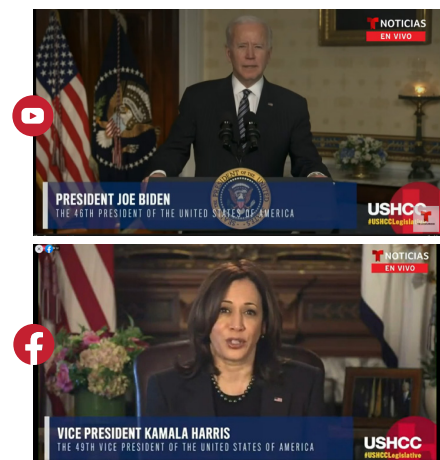 NOTICIAS
EN VIVO
PRESIDENT JOE BIDEN
THE 46TH PRESIDENT OF THE UNITED STATES OF AMERICA
USHCC
#USHCCLegislati
NOTICIAS
EN VIVO
VICE PRESIDENT KAMALA HARRIS
THE 49TH VICE PRESIDENT OF THE UNITED STATES OF AMERICA
USHCC
#USHCCLegislative